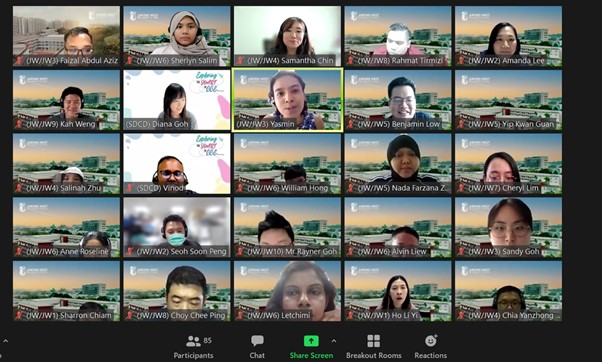 (JW/JW3) Faizal Abdul Aziz
(JW/JW6) Sherlyn Salim
(JW/JW4) Samantha Chin
(JW/JW8) Rahmat Tirmizi
(JW/JW2) Amanda Lee
(JW/JW9) Kah Weng
(SDCD) Diana Goh
(JW/JW3) Yasmin
(JW/JW5) Benjamin Low
(JW/JW5) Yip Kwan Guan
(JW/JW4) Salinah Zhu
(SDCD) Vinod
(JW/JW6) William Hong
(JW/JW5) Nada Farzana Z.
(JW/JW7) Cheryl Lim
(JW/JW6) Anne Roseline
(JW/JW2) Seoh Soon Peng
(JW/JW10) Mr Rayner Goh
(JW/JW6) Alvin Liew
(JW/JW3) Sandy Goh
(JW/JW1) Sharron Chiam
(JW/JW8) Choy Chee Ping
(JW/JW6) Letchimi
(JW/JW1) Ho Li Yi
(JW/JW4) Chia Yanzhong
85
Participants
Chat
Share Screen
Breakout Rooms
Reactions